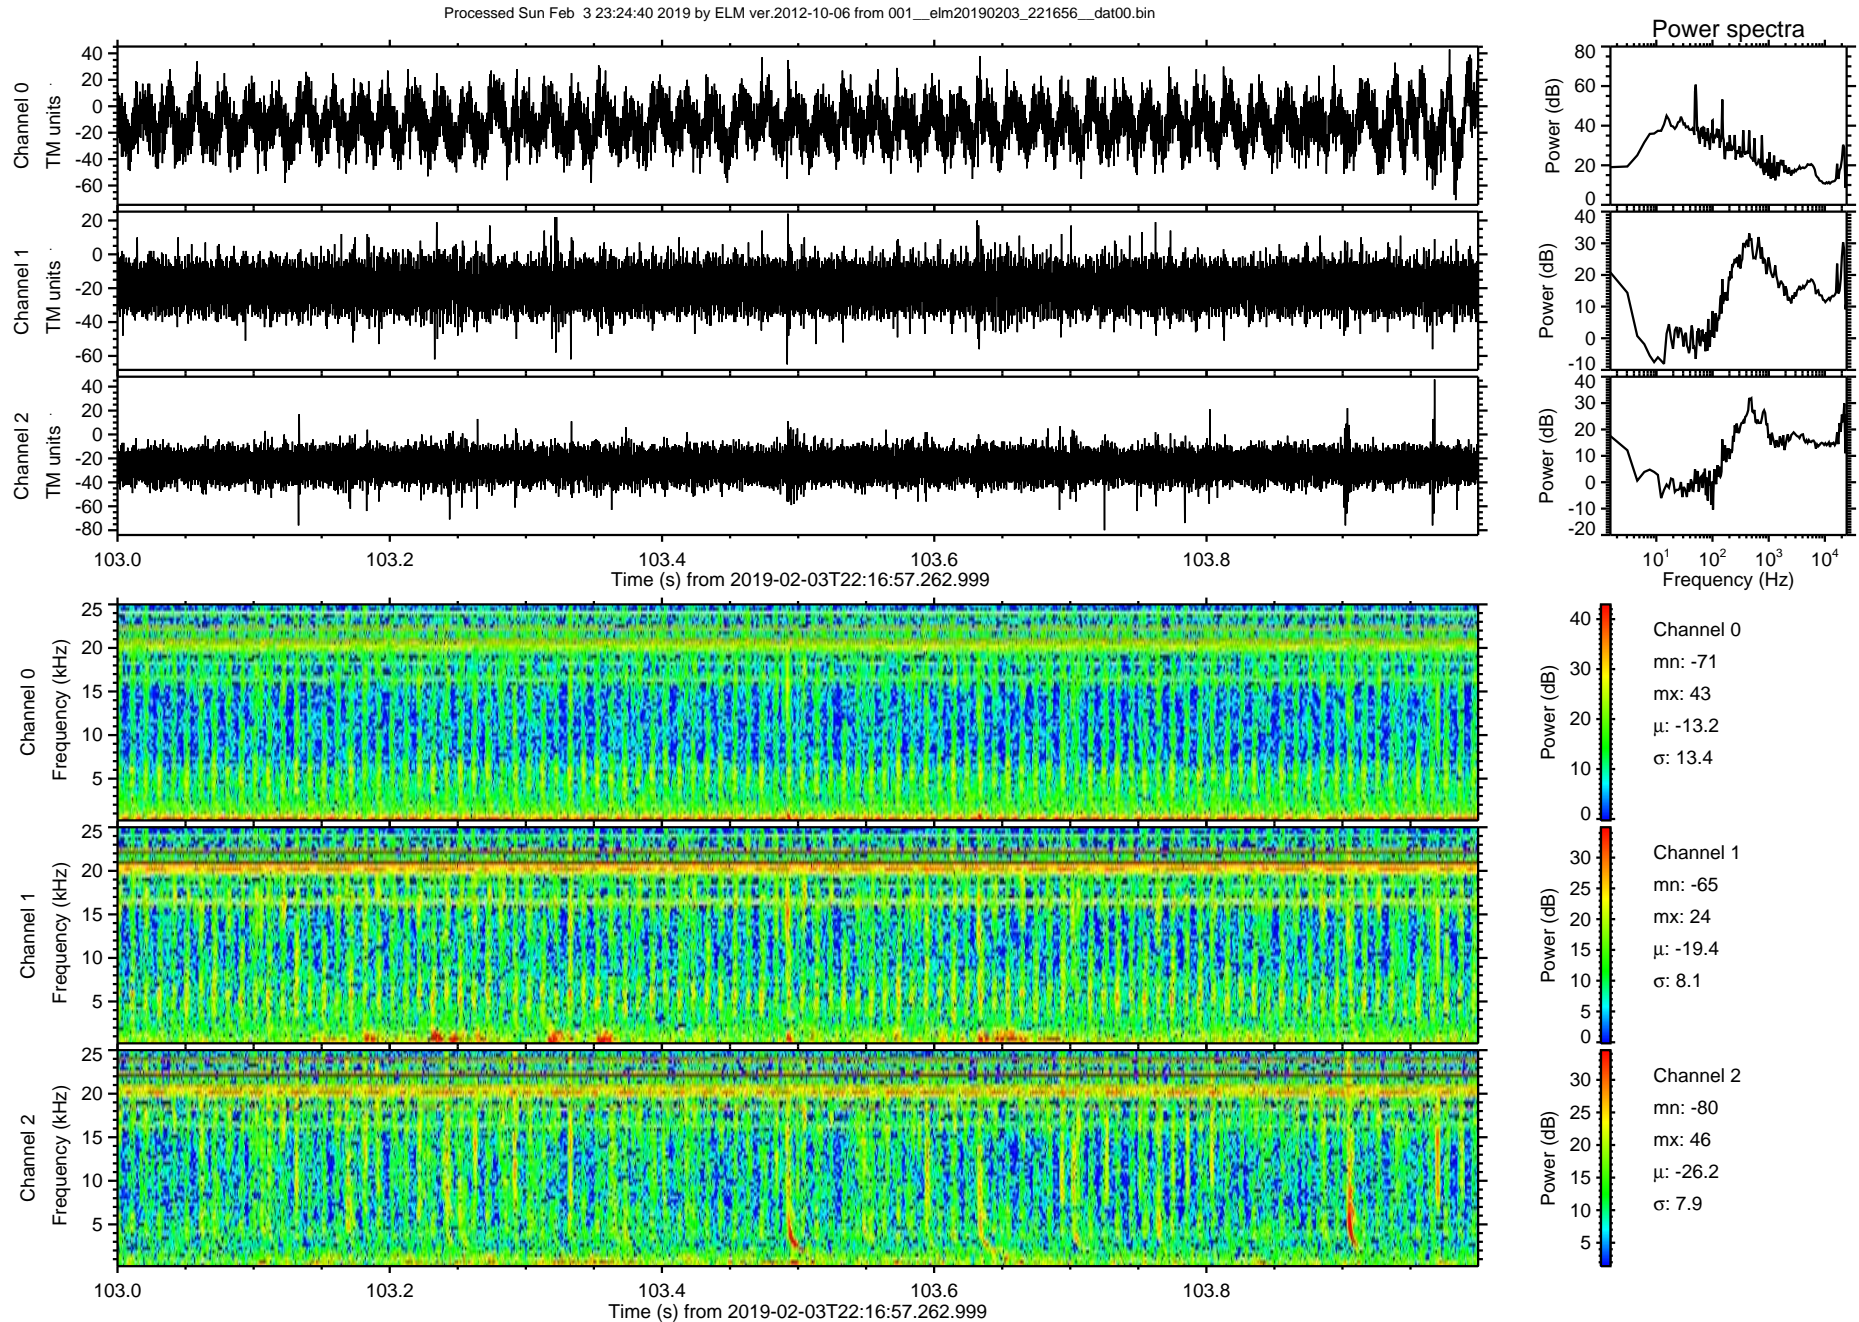 Processed Sun Feb  3 23:24:40 2019 by ELM ver.2012-10-06 from 001__elm20190203_221656__dat00.bin
Power spectra
Channel 0
TM units
40
20
0
-20
-40
-60
Power (dB)
80
60
40
20
0
Channel 1
TM units
20
0
-20
-40
-60
Power (dB)
40
30
20
10
0
-10
Channel 2
TM units
40
20
0
-20
-40
-60
-80
Power (dB)
40
30
20
10
0
-10
-20
103.0 103.2 103.4 103.6 103.8
Time (s) from 2019-02-03T22:16:57.262.999
10^1 10^2 10^3 10^4
Frequency (Hz)
Channel 0
Frequency (kHz)
25
20
15
10
5
Power (dB)
40
30
20
10
0
Channel 0
mn: -71
mx: 43
μ: -13.2
σ: 13.4
Channel 1
Frequency (kHz)
25
20
15
10
5
Power (dB)
30
25
20
15
10
5
0
Channel 1
mn: -65
mx: 24
μ: -19.4
σ: 8.1
Channel 2
Frequency (kHz)
25
20
15
10
5
Power (dB)
30
25
20
15
10
5
Channel 2
mn: -80
mx: 46
μ: -26.2
σ: 7.9
103.0 103.2 103.4 103.6 103.8
Time (s) from 2019-02-03T22:16:57.262.999